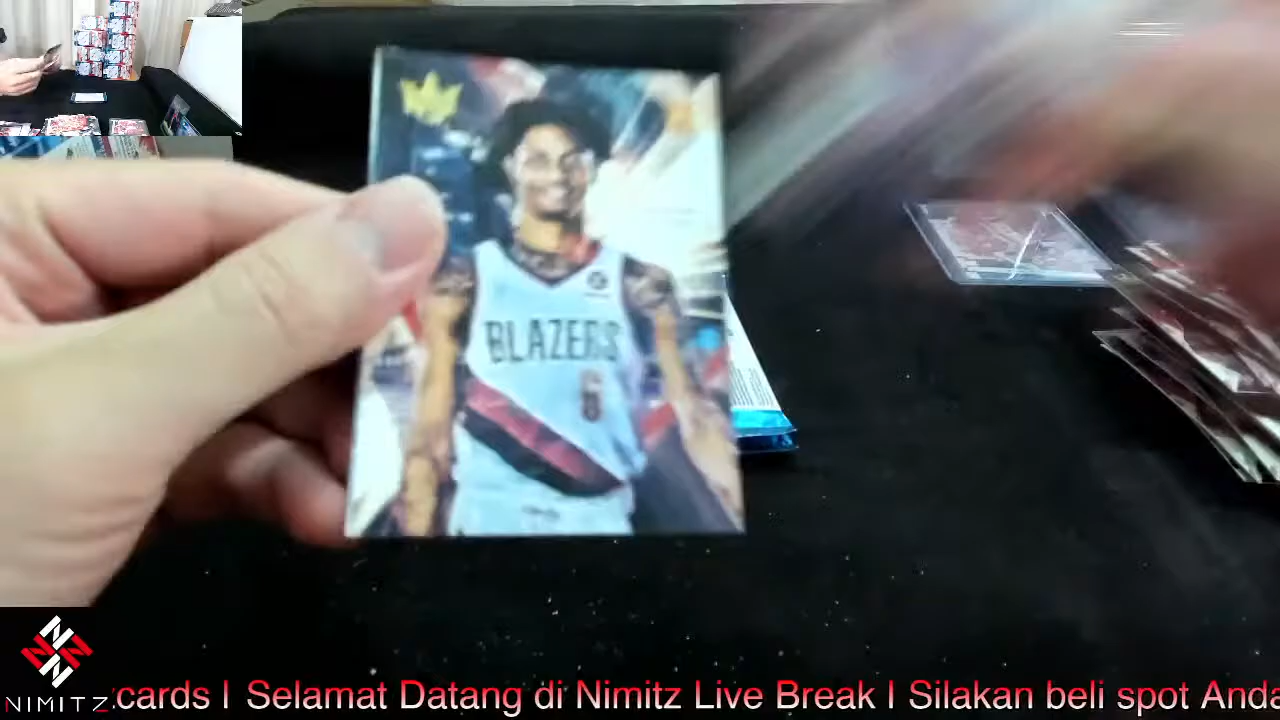 BLAZERS
6
NIMITZ
cards I Selamat Datang di Nimitz Live Break I Silakan beli spot Anda